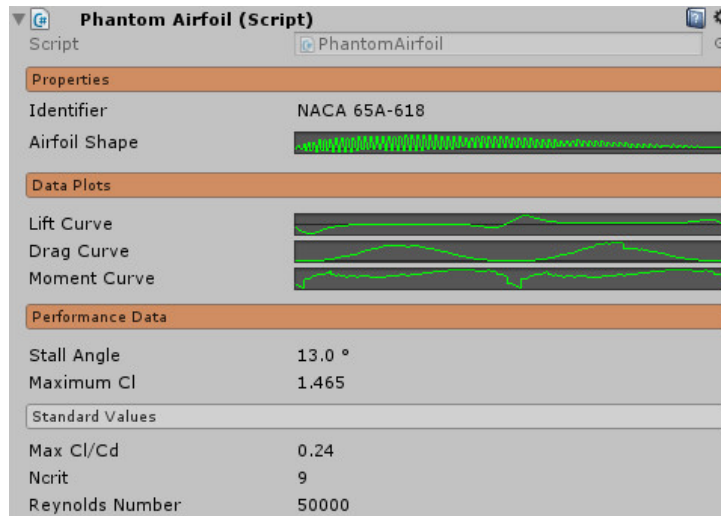 Phantom Airfoil (Script)
Script PhantomAirfoil
Properties
Identifier NACA 65A-618
Airfoil Shape
Data Plots
Lift Curve
Drag Curve
Moment Curve
Performance Data
Stall Angle 13.0 °
Maximum Cl 1.465
Standard Values
Max Cl/Cd 0.24
Ncrit 9
Reynolds Number 50000